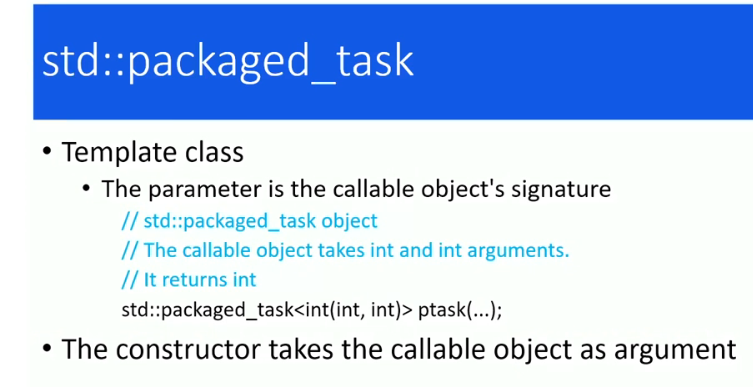 std::packaged_task
• Template class
• The parameter is the callable object's signature
// std::packaged_task object
// The callable object takes int and int arguments.
// It returns int
std::packaged_task<int(int, int)> ptask(...);
• The constructor takes the callable object as argument